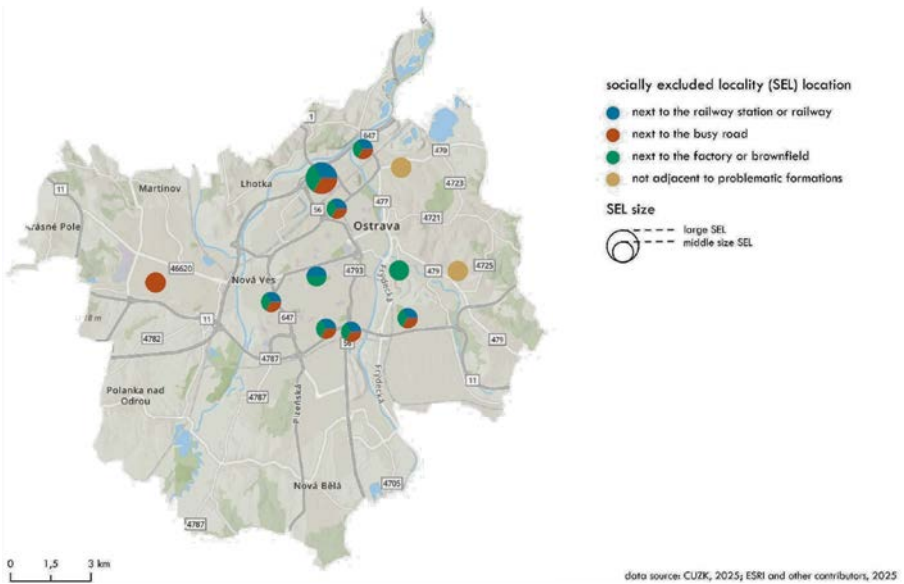 1
647
470
11
Martinov
Lhotka
4723
477
56
4721
Ostrava
46620
Nová Ves
4793
Frýdecká
479
4725
11
647
4782
56
479
4787
11
Polanka nad
Odrou
4787
Plzeňská
Frýdecká
Nová Bělá
4705
4787
0 1,5 3 km
socially excluded locality (SEL) location
next to the railway station or railway
next to the busy road
next to the factory or brownfield
not adjacent to problematic formations
SEL size
large SEL
middle size SEL
data source: CUZK, 2025; ESRI and other contributors, 2025